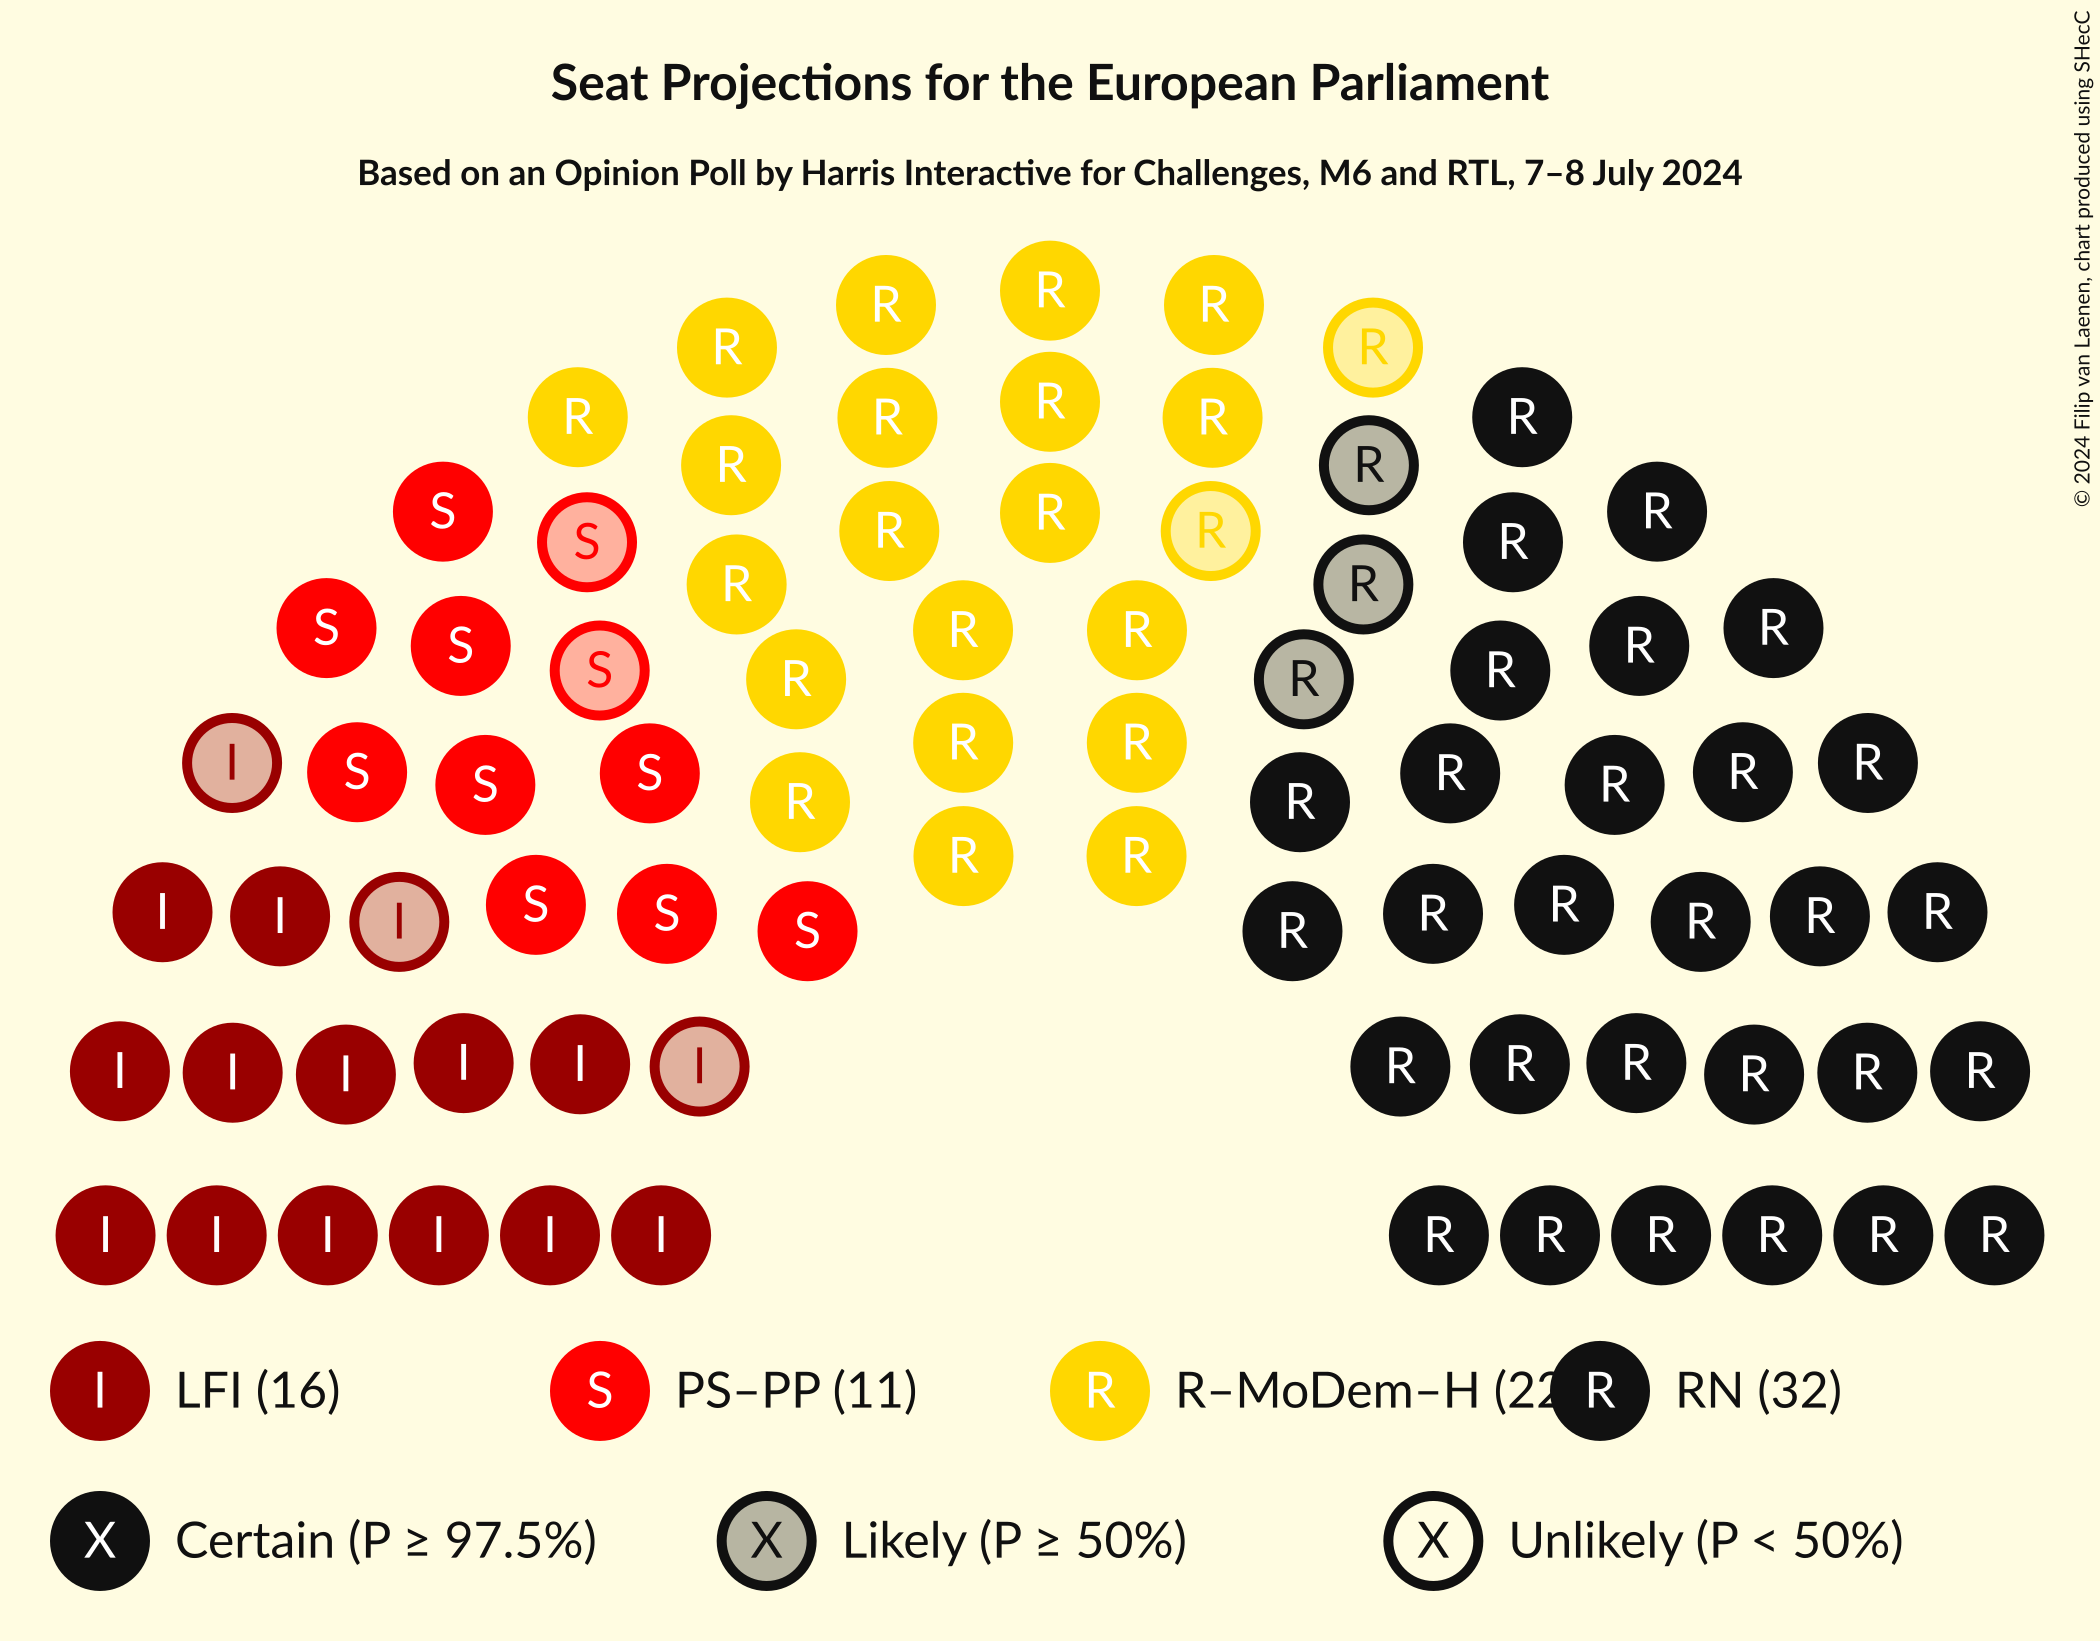 Seat Projections for the European Parliament
Based on an Opinion Poll by Harris Interactive for Challenges, M6 and RTL, 7–8 July 2024
© 2024 Filip van Laenen, chart produced using SHecC
R R R
R R
R
R R R R
R R
S R R
S R R R
R R
S R R R
S R
S R R R
R R
I S S S R R R R
R R
R R
I I I S S S R R R R R R
I I I I I I R R R R R R
I I I I I I R R R R R R
I LFI (16) S PS–PP (11) R R–MoDem–H (22 R RN (32)
X Certain (P ≥ 97.5%) X Likely (P ≥ 50%) X Unlikely (P < 50%)